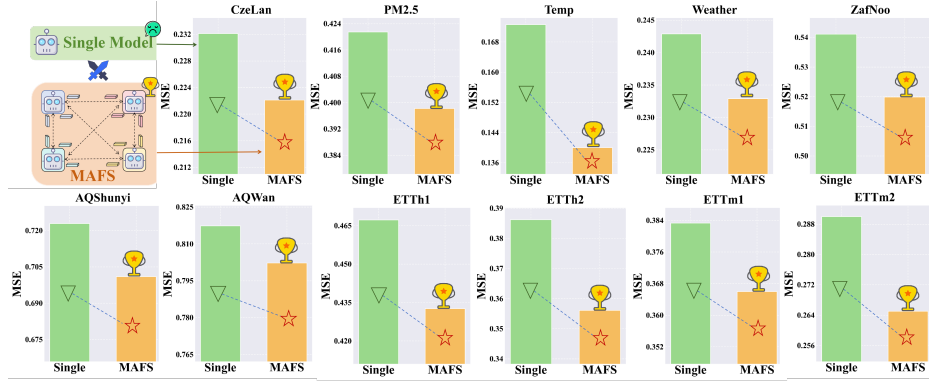 Single Model
MAFS
CzeLan
MSE
0.232
0.228
0.224
0.220
0.216
0.212
Single MAFS
PM2.5
MSE
0.424
0.416
0.408
0.400
0.392
0.384
Single MAFS
Temp
MSE
0.168
0.160
0.152
0.144
0.136
Single MAFS
Weather
MSE
0.245
0.240
0.235
0.230
0.225
Single MAFS
ZafNoo
MSE
0.54
0.53
0.52
0.51
0.50
Single MAFS
AQShunyi
MSE
0.720
0.705
0.690
0.675
Single MAFS
AQWan
MSE
0.825
0.810
0.795
0.780
0.765
Single MAFS
ETTh1
MSE
0.465
0.450
0.435
0.420
Single MAFS
ETTh2
MSE
0.39
0.38
0.37
0.36
0.35
0.34
Single MAFS
ETTm1
MSE
0.384
0.376
0.368
0.360
0.352
Single MAFS
ETTm2
MSE
0.288
0.280
0.272
0.264
0.256
Single MAFS